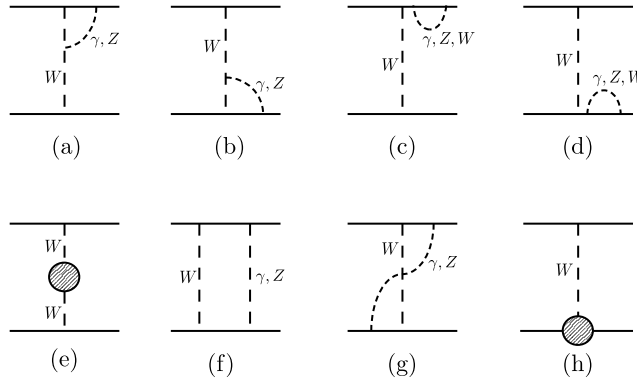 γ, Z
W
(a)
W
γ, Z
(b)
γ, Z, W
W
(c)
W
γ, Z, W
(d)
W
W
(e)
W
γ, Z
(f)
W
γ, Z
(g)
W
(h)